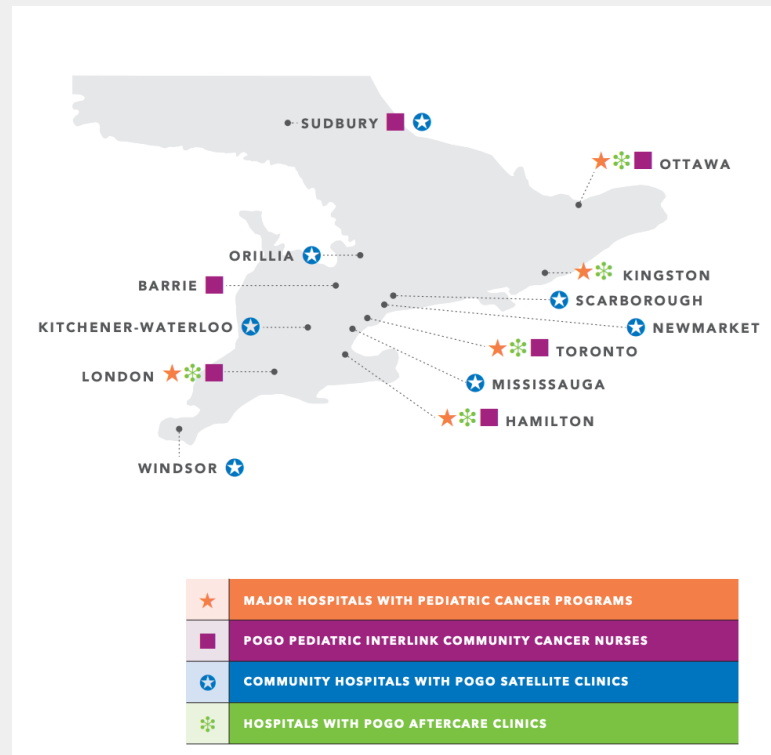 SUDBURY
OTTAWA
ORILLIA
KINGSTON
BARRIE
SCARBOROUGH
KITCHENER-WATERLOO
NEWMARKET
TORONTO
LONDON
MISSISSAUGA
HAMILTON
WINDSOR
MAJOR HOSPITALS WITH PEDIATRIC CANCER PROGRAMS
POGO PEDIATRIC INTERLINK COMMUNITY CANCER NURSES
COMMUNITY HOSPITALS WITH POGO SATELLITE CLINICS
HOSPITALS WITH POGO AFTERCARE CLINICS